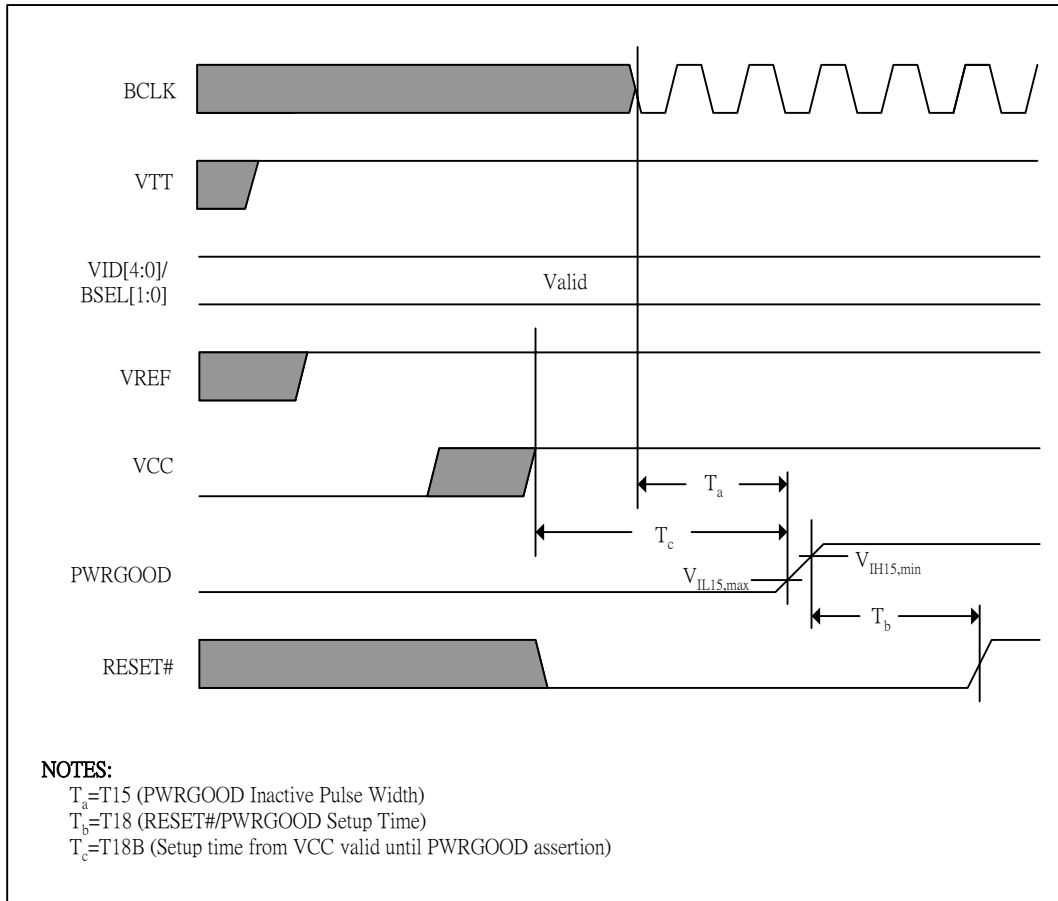 BCLK
VTT
VID[4:0]/
BSEL[1:0]
Valid
VREF
VCC
Ta
Tc
PWRGOOD
VIL15,max
VIH15,min
Tb
RESET#
NOTES:
Ta=T15 (PWRGOOD Inactive Pulse Width)
Tb=T18 (RESET#/PWRGOOD Setup Time)
Tc=T18B (Setup time from VCC valid until PWRGOOD assertion)